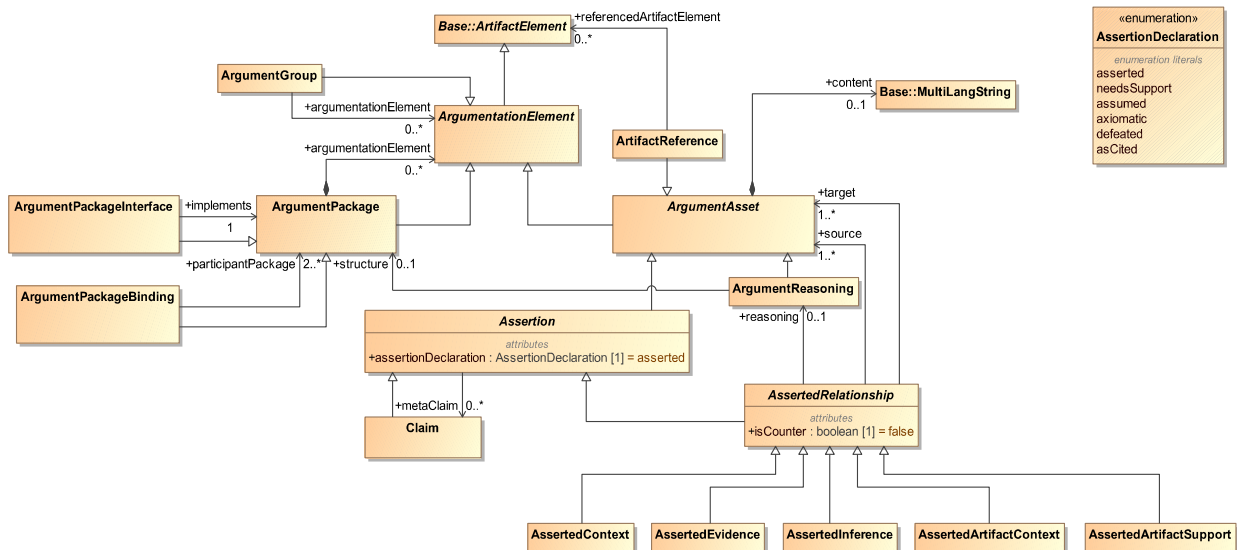 +referencedArtifactElement
«enumeration»
Base::ArtifactElement
0..*
AssertionDeclaration
enumeration literals
asserted
needsSupport
assumed
axiomatic
defeated
asCited
ArgumentGroup
+content
0..1
Base::MultiLangString
+argumentationElement
0..*
ArgumentationElement
+argumentationElement
0..*
ArtifactReference
ArgumentPackageInterface
+implements
1
ArgumentPackage
ArgumentAsset
+target
1..*
+source
1..*
+participantPackage
2..*
+structure
0..1
ArgumentPackageBinding
ArgumentReasoning
+reasoning
0..1
Assertion
attributes
+assertionDeclaration : AssertionDeclaration [1] = asserted
+metaClaim
0..*
Claim
AssertedRelationship
attributes
+isCounter : boolean [1] = false
AssertedContext
AssertedEvidence
AssertedInference
AssertedArtifactContext
AssertedArtifactSupport